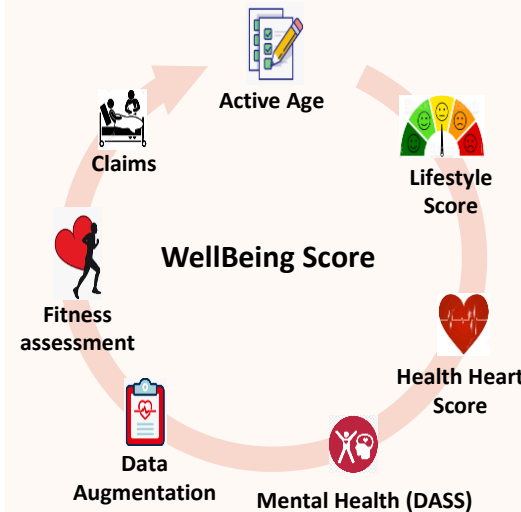 Active Age
Lifestyle
Score
Health Heart
Score
Mental Health (DASS)
Data
Augmentation
Fitness
assessment
Claims
WellBeing Score